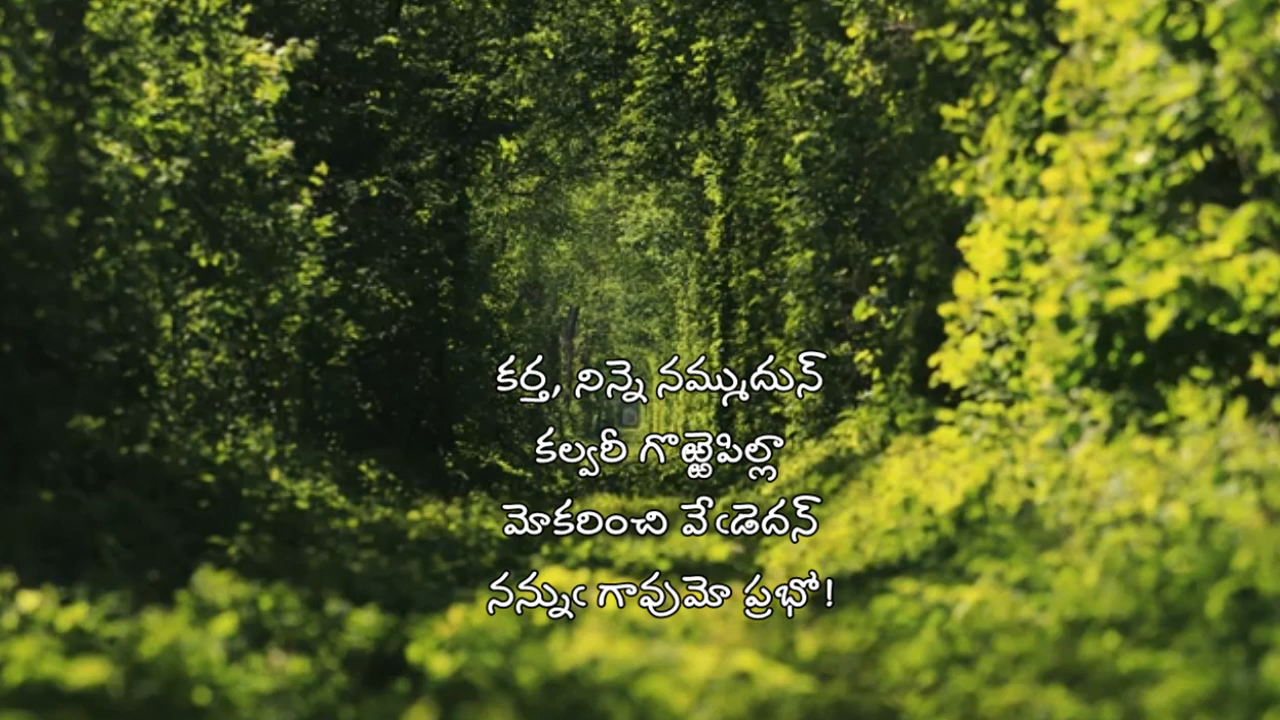 కర్త, నిన్నె నమ్ముదున్
కల్వరీ గొఱ్ఱెపిల్లా
మోకరించి వేఁడెదన్
నన్నుఁ గావుమో ప్రభో!